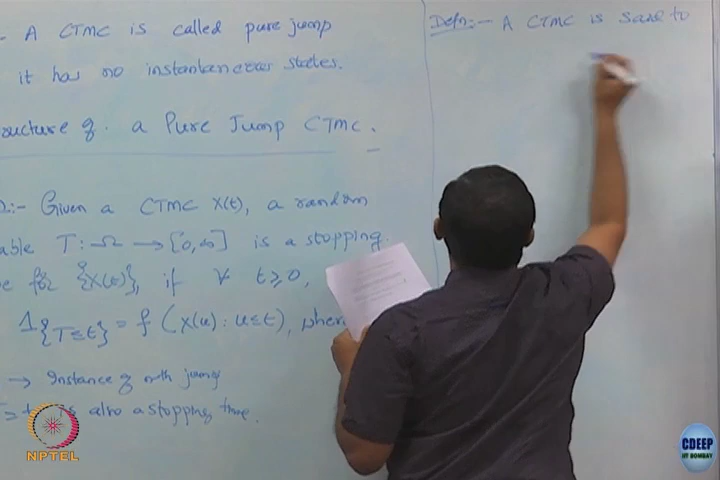 A CTMC is called pure jump
it has no instantaneous states.
ructure of a Pure Jump CTMC.
:- Given a CTMC X(t), a random
able T: Ω → [0,∞] is a stopping
e for {X(t)}, if ∀ t≥0,
1{T≤t} = f (X(u): u≤t), wher
→ Instance of nth jump
is also a stopping time.
Defn:- A CTMC is said to
NPTEL
CDEEP
IIT BOMBAY